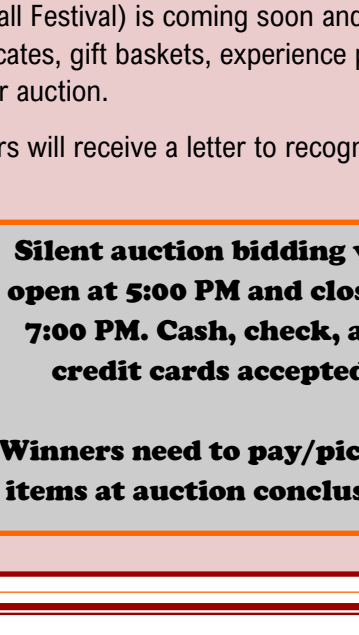 all Festival) is coming soon and
cates, gift baskets, experience p
r auction.
rs will receive a letter to recogn
Silent auction bidding w
open at 5:00 PM and clos
7:00 PM. Cash, check, a
credit cards accepted
Winners need to pay/pic
items at auction conclus